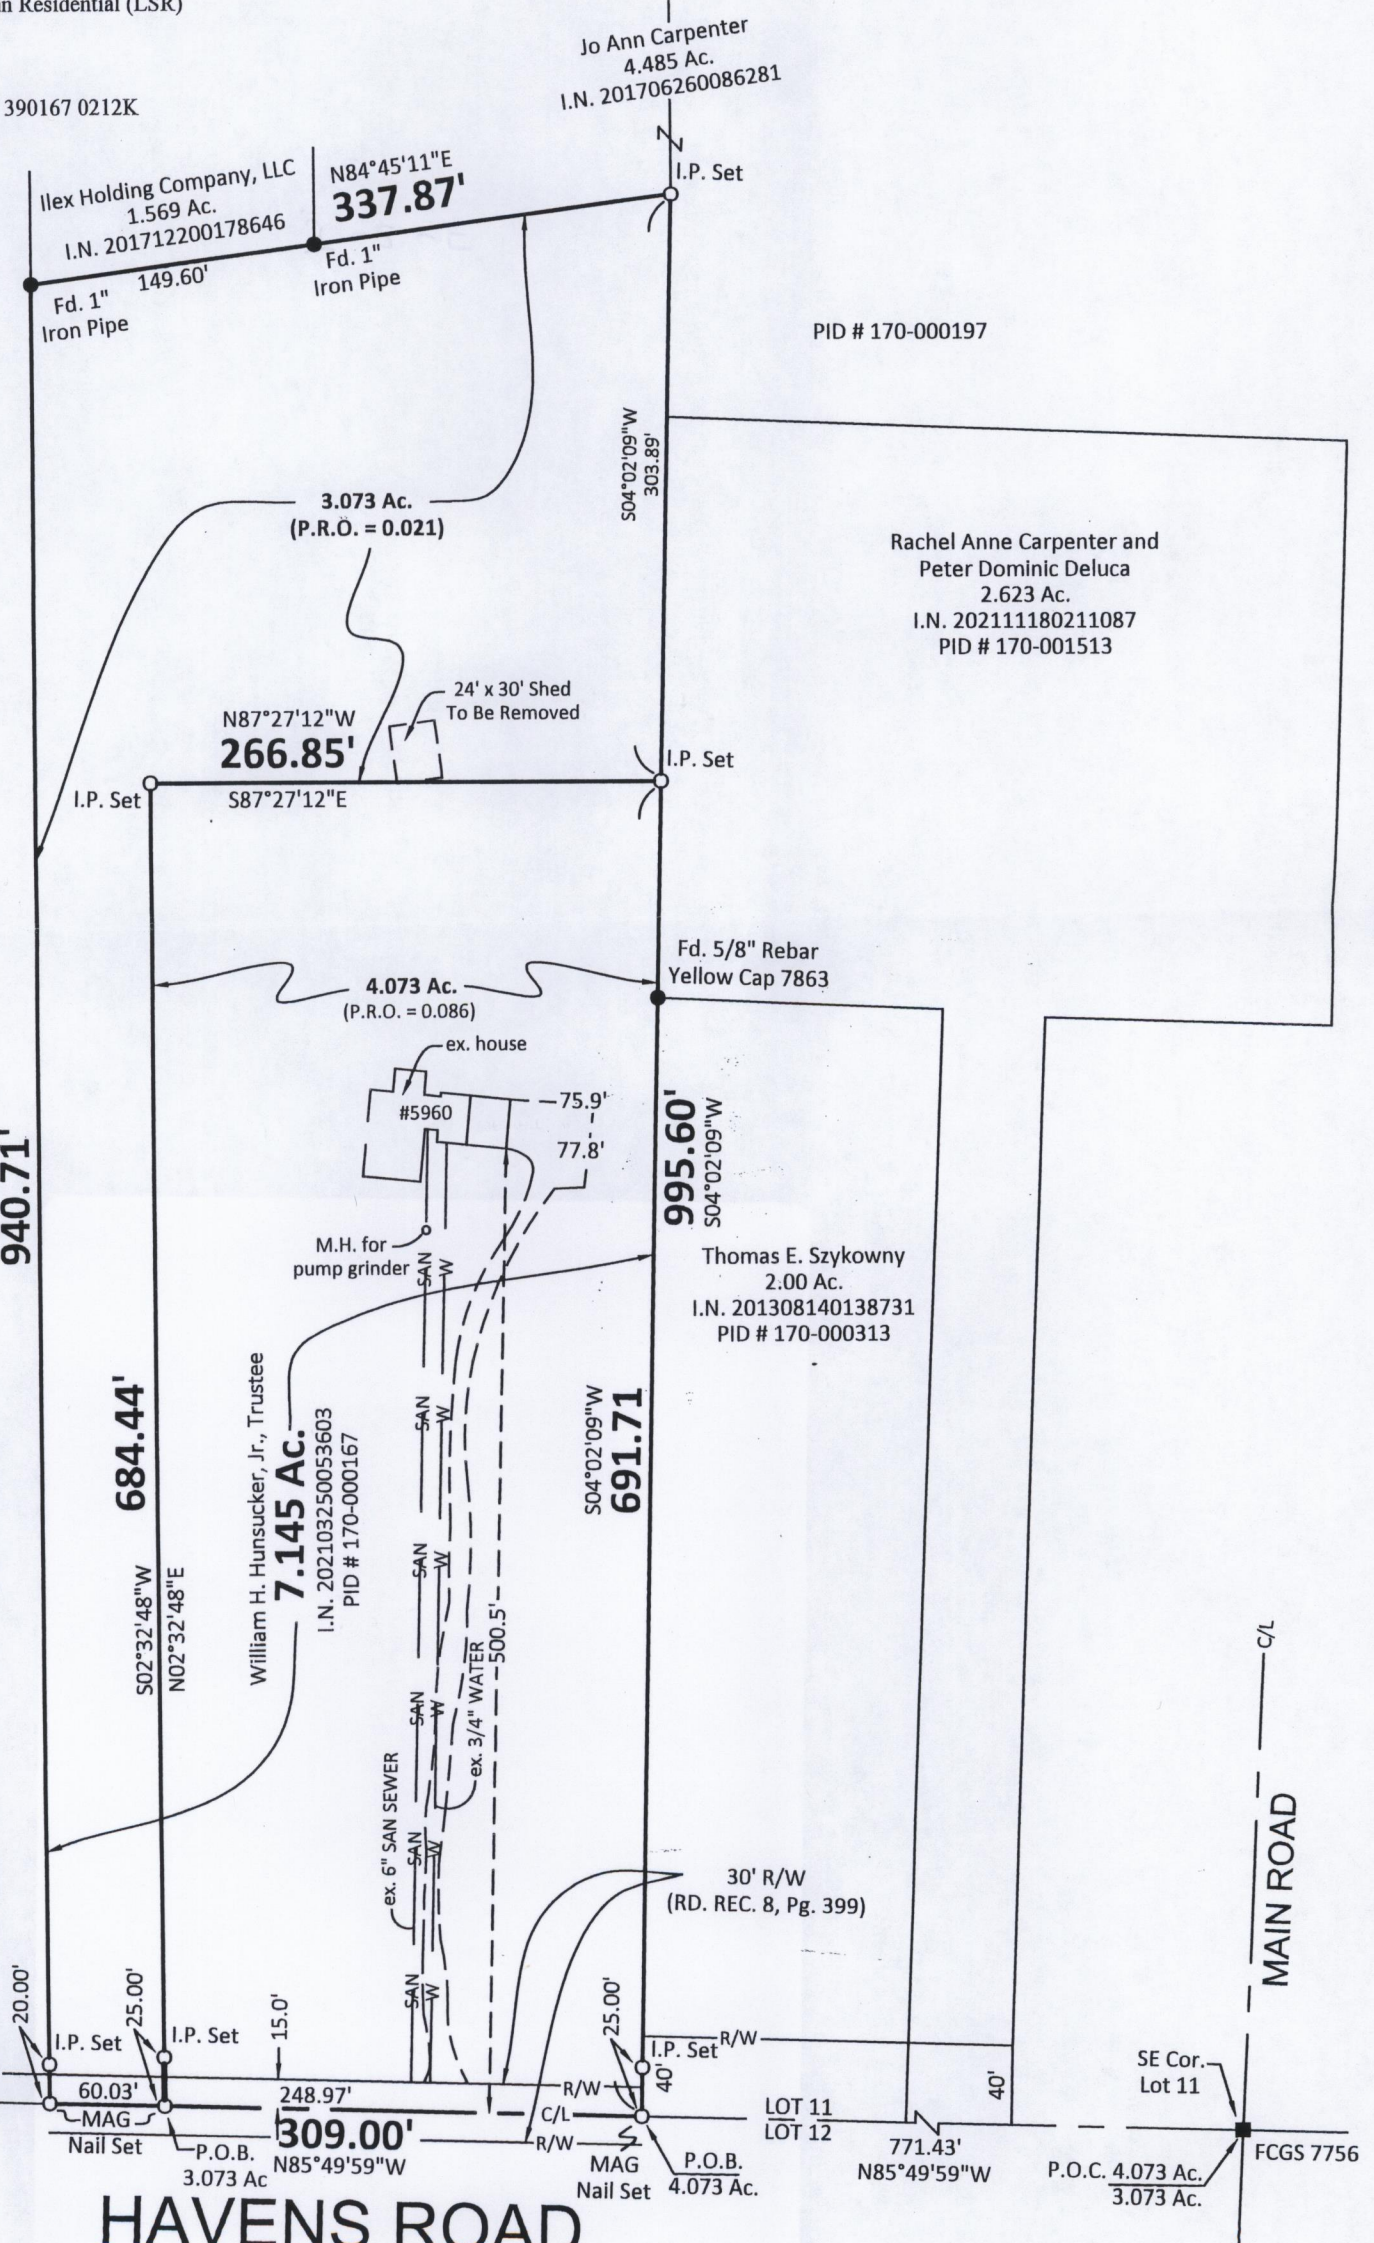 n Residential (LSR)
390167 0212K
Jo Ann Carpenter
4.485 Ac.
I.N. 201706260086281
Ilex Holding Company, LLC
1.569 Ac.
I.N. 201712200178646
N84°45'11"E
337.87'
I.P. Set
149.60'
Fd. 1"
Iron Pipe
Fd. 1"
Iron Pipe
PID # 170-000197
S04°02'09"W
303.89'
3.073 Ac.
(P.R.O. = 0.021)
Rachel Anne Carpenter and
Peter Dominic Deluca
2.623 Ac.
I.N. 202111180211087
PID # 170-001513
24' x 30' Shed
To Be Removed
N87°27'12"W
266.85'
S87°27'12"E
I.P. Set
I.P. Set
Fd. 5/8" Rebar
Yellow Cap 7863
4.073 Ac.
(P.R.O. = 0.086)
ex. house
#5960
75.9'
77.8'
940.71'
995.60'
S04°02'09"W
M.H. for
pump grinder
SAN
W
Thomas E. Szykowny
2.00 Ac.
I.N. 201308140138731
PID # 170-000313
684.44'
S02°32'48"W
N02°32'48"E
William H. Hunsucker, Jr., Trustee
7.145 Ac.
I.N. 202103250053603
PID # 170-000167
SAN
W
S04°02'09"W
691.71
SAN
W
500.5'
SAN
W
ex. 3/4" WATER
ex. 6" SAN SEWER
SAN
W
30' R/W
(RD. REC. 8, Pg. 399)
C/L
MAIN ROAD
SAN
W
20.00'
25.00'
15.0'
25.00'
I.P. Set
I.P. Set
I.P. Set
R/W
40'
40'
SE Cor.
Lot 11
60.03'
248.97'
R/W
MAG
Nail Set
C/L
LOT 11
LOT 12
309.00'
R/W
N85°49'59"W
P.O.B.
3.073 Ac
MAG
Nail Set
P.O.B.
4.073 Ac.
771.43'
N85°49'59"W
P.O.C. 4.073 Ac.
3.073 Ac.
FCGS 7756
HAVENS ROAD